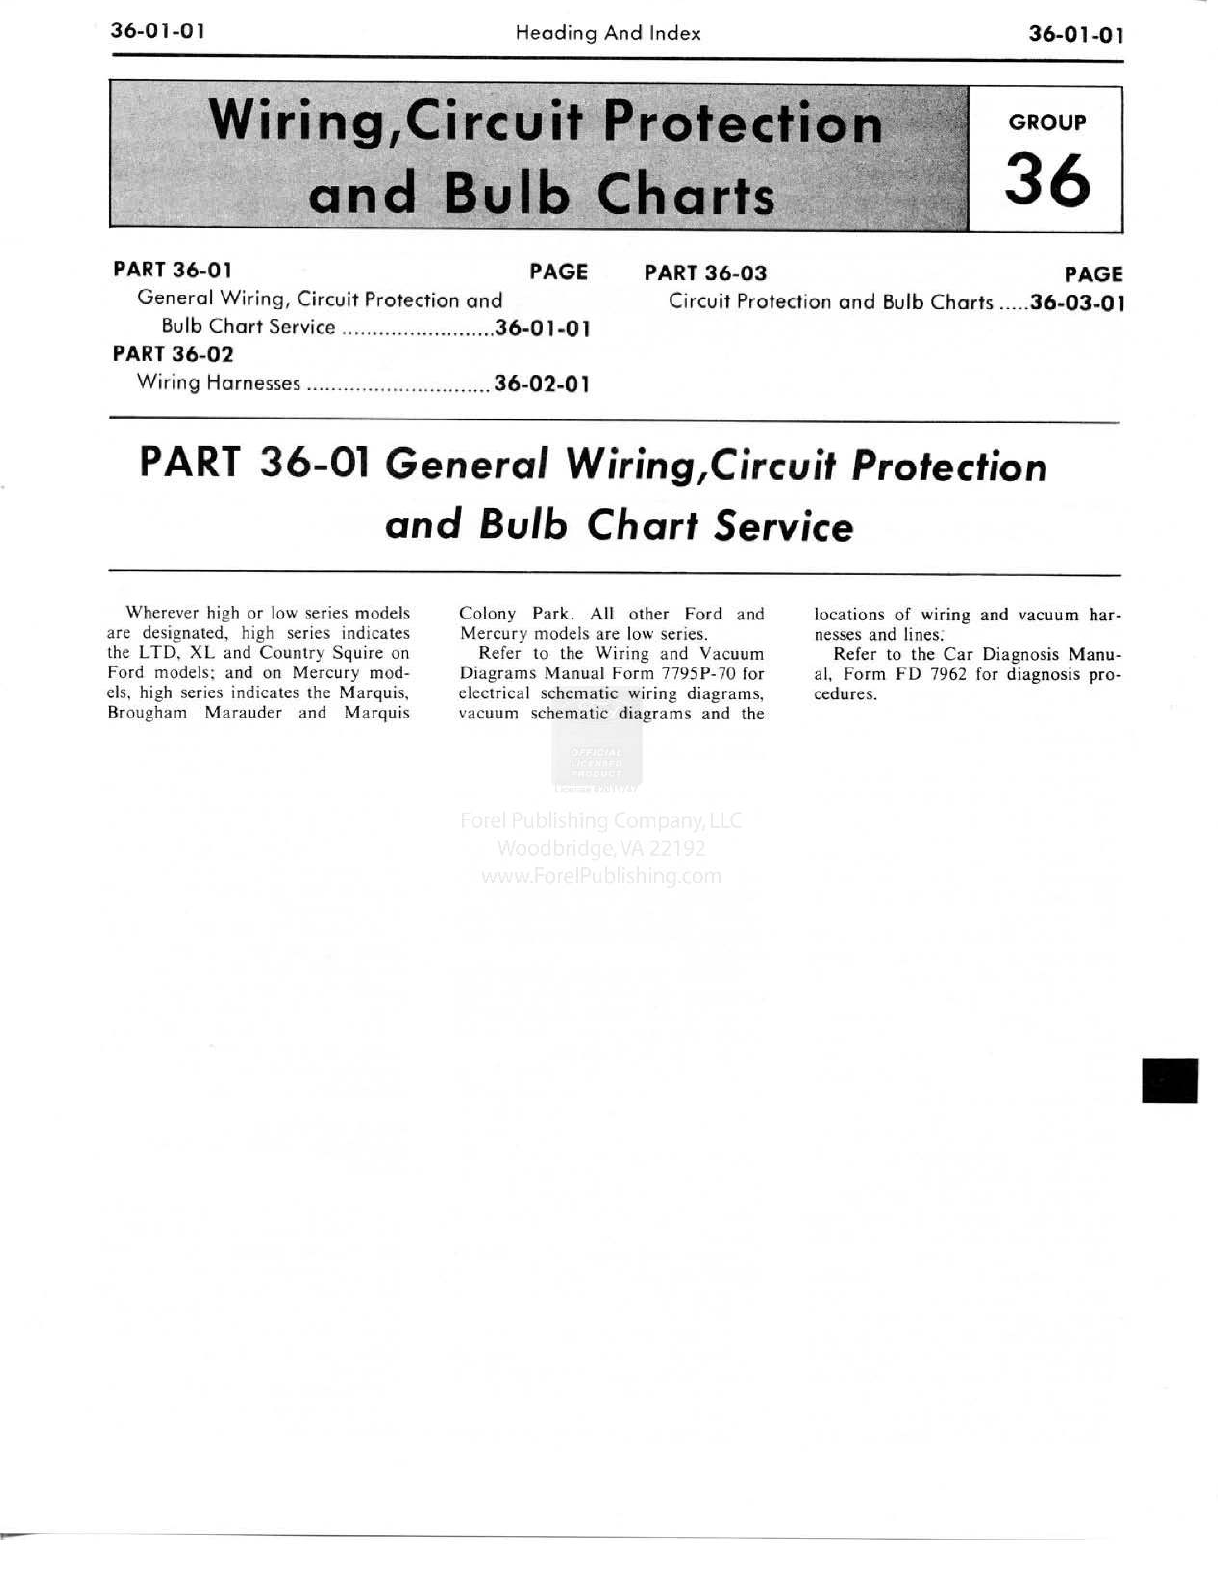 36-01-01 Heading And Index 36-01-01
Wiring,Circuit Protection
and Bulb Charts
GROUP
36
PART 36-01 PAGE
General Wiring, Circuit Protection and
Bulb Chart Service .........................36-01-01
PART 36-02
Wiring Harnesses ..............................36-02-01
PART 36-03 PAGE
Circuit Protection and Bulb Charts.....36-03-01
PART 36-01 General Wiring,Circuit Protection
and Bulb Chart Service
Wherever high or low series models
are designated, high series indicates
the LTD, XL and Country Squire on
Ford models; and on Mercury mod-
els, high series indicates the Marquis,
Brougham Marauder and Marquis
Colony Park. All other Ford and
Mercury models are low series.
Refer to the Wiring and Vacuum
Diagrams Manual Form 7795P-70 for
electrical schematic wiring diagrams,
vacuum schematic diagrams and the
locations of wiring and vacuum har-
nesses and lines.
Refer to the Car Diagnosis Manu-
al, Form FD 7962 for diagnosis pro-
cedures.
OFFICIAL
LICENSED
PRODUCT
Forel Publishing Company, LLC
Woodbridge, VA 22192
www.ForelPublishing.com